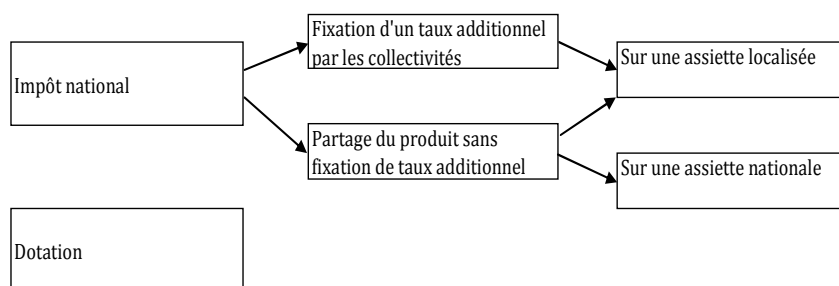 Impôt national
Fixation d'un taux additionnel
par les collectivités
Partage du produit sans
fixation de taux additionnel
Sur une assiette localisée
Sur une assiette nationale
Dotation